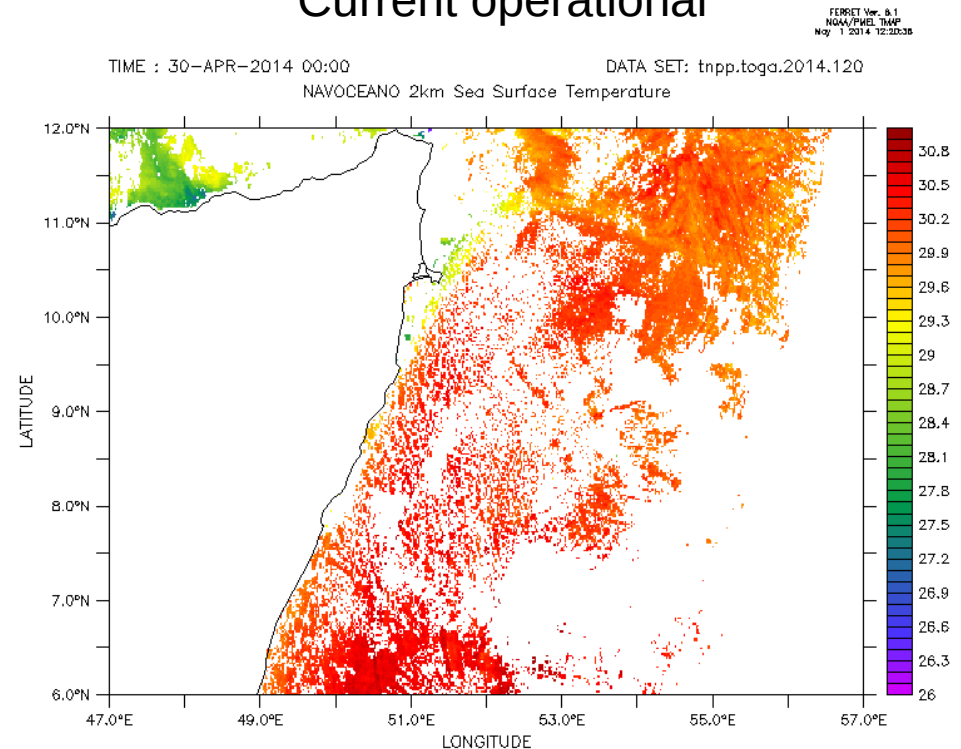 Current operational
FERRET Ver. 6.1
NOAA/PMEL TMAP
May 1 2014 12:20:36
TIME : 30-APR-2014 00:00
DATA SET: tnpp.toga.2014.120
NAVOCEANO 2km Sea Surface Temperature
12.0°N
11.0°N
10.0°N
9.0°N
8.0°N
7.0°N
6.0°N
LATITUDE
47.0°E
49.0°E
51.0°E
53.0°E
55.0°E
57.0°E
LONGITUDE
30.8
30.5
30.2
29.9
29.6
29.3
29
28.7
28.4
28.1
27.8
27.5
27.2
26.9
26.6
26.3
26